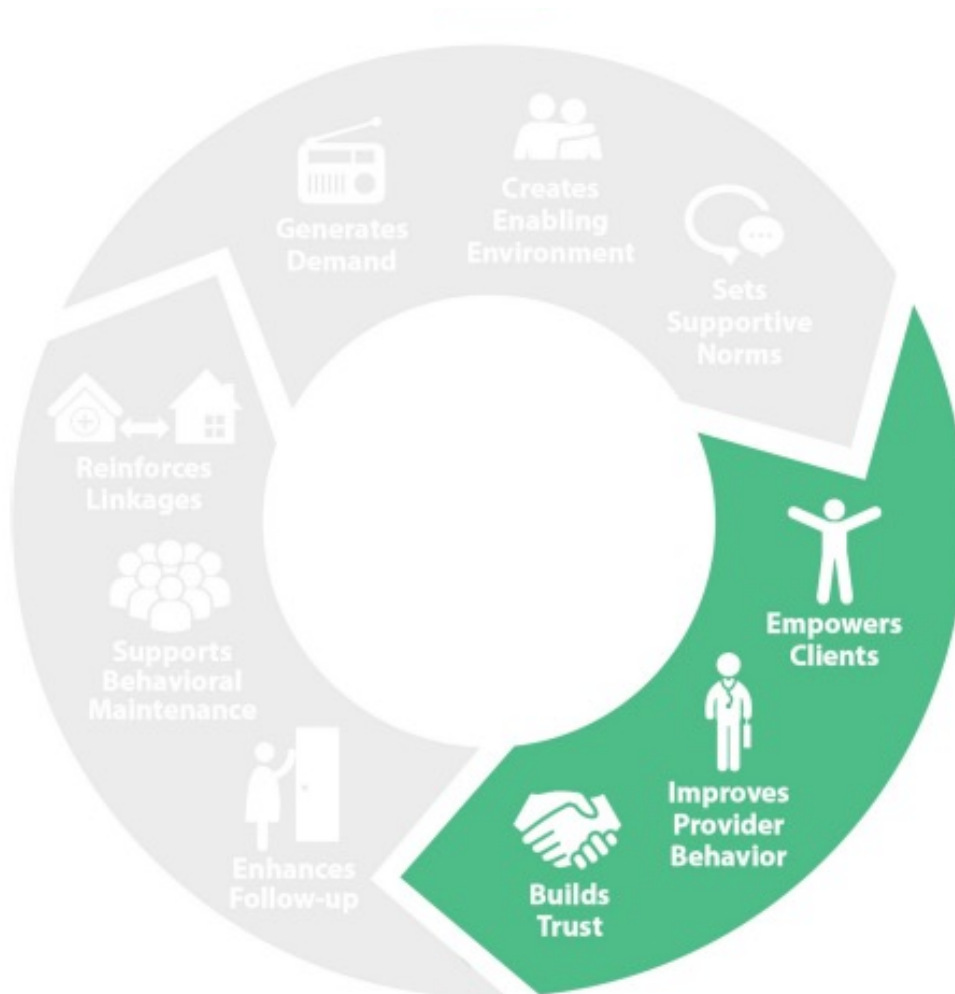 Generates
Demand
Creates
Enabling
Environment
Sets
Supportive
Norms
Empowers
Clients
Improves
Provider
Behavior
Builds
Trust
Enhances
Follow-up
Supports
Behavioral
Maintenance
Reinforces
Linkages